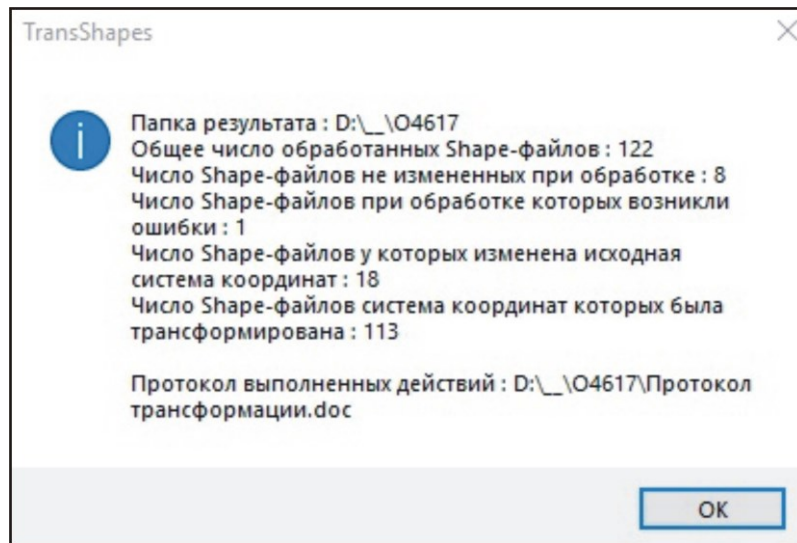 TransShapes
Папка результата : D:\__\O4617
Общее число обработанных Shape-файлов : 122
Число Shape-файлов не измененных при обработке : 8
Число Shape-файлов при обработке которых возникли
ошибки : 1
Число Shape-файлов у которых изменена исходная
система координат : 18
Число Shape-файлов система координат которых была
трансформирована : 113
Протокол выполненных действий : D:\__\O4617\Протокол
трансформации.doc
ОК